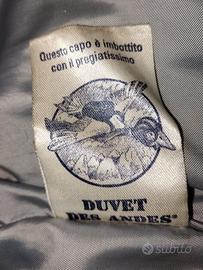 Questo capo è imbottito
con il pregiatissimo
DUVET
DES ANDES®
subito